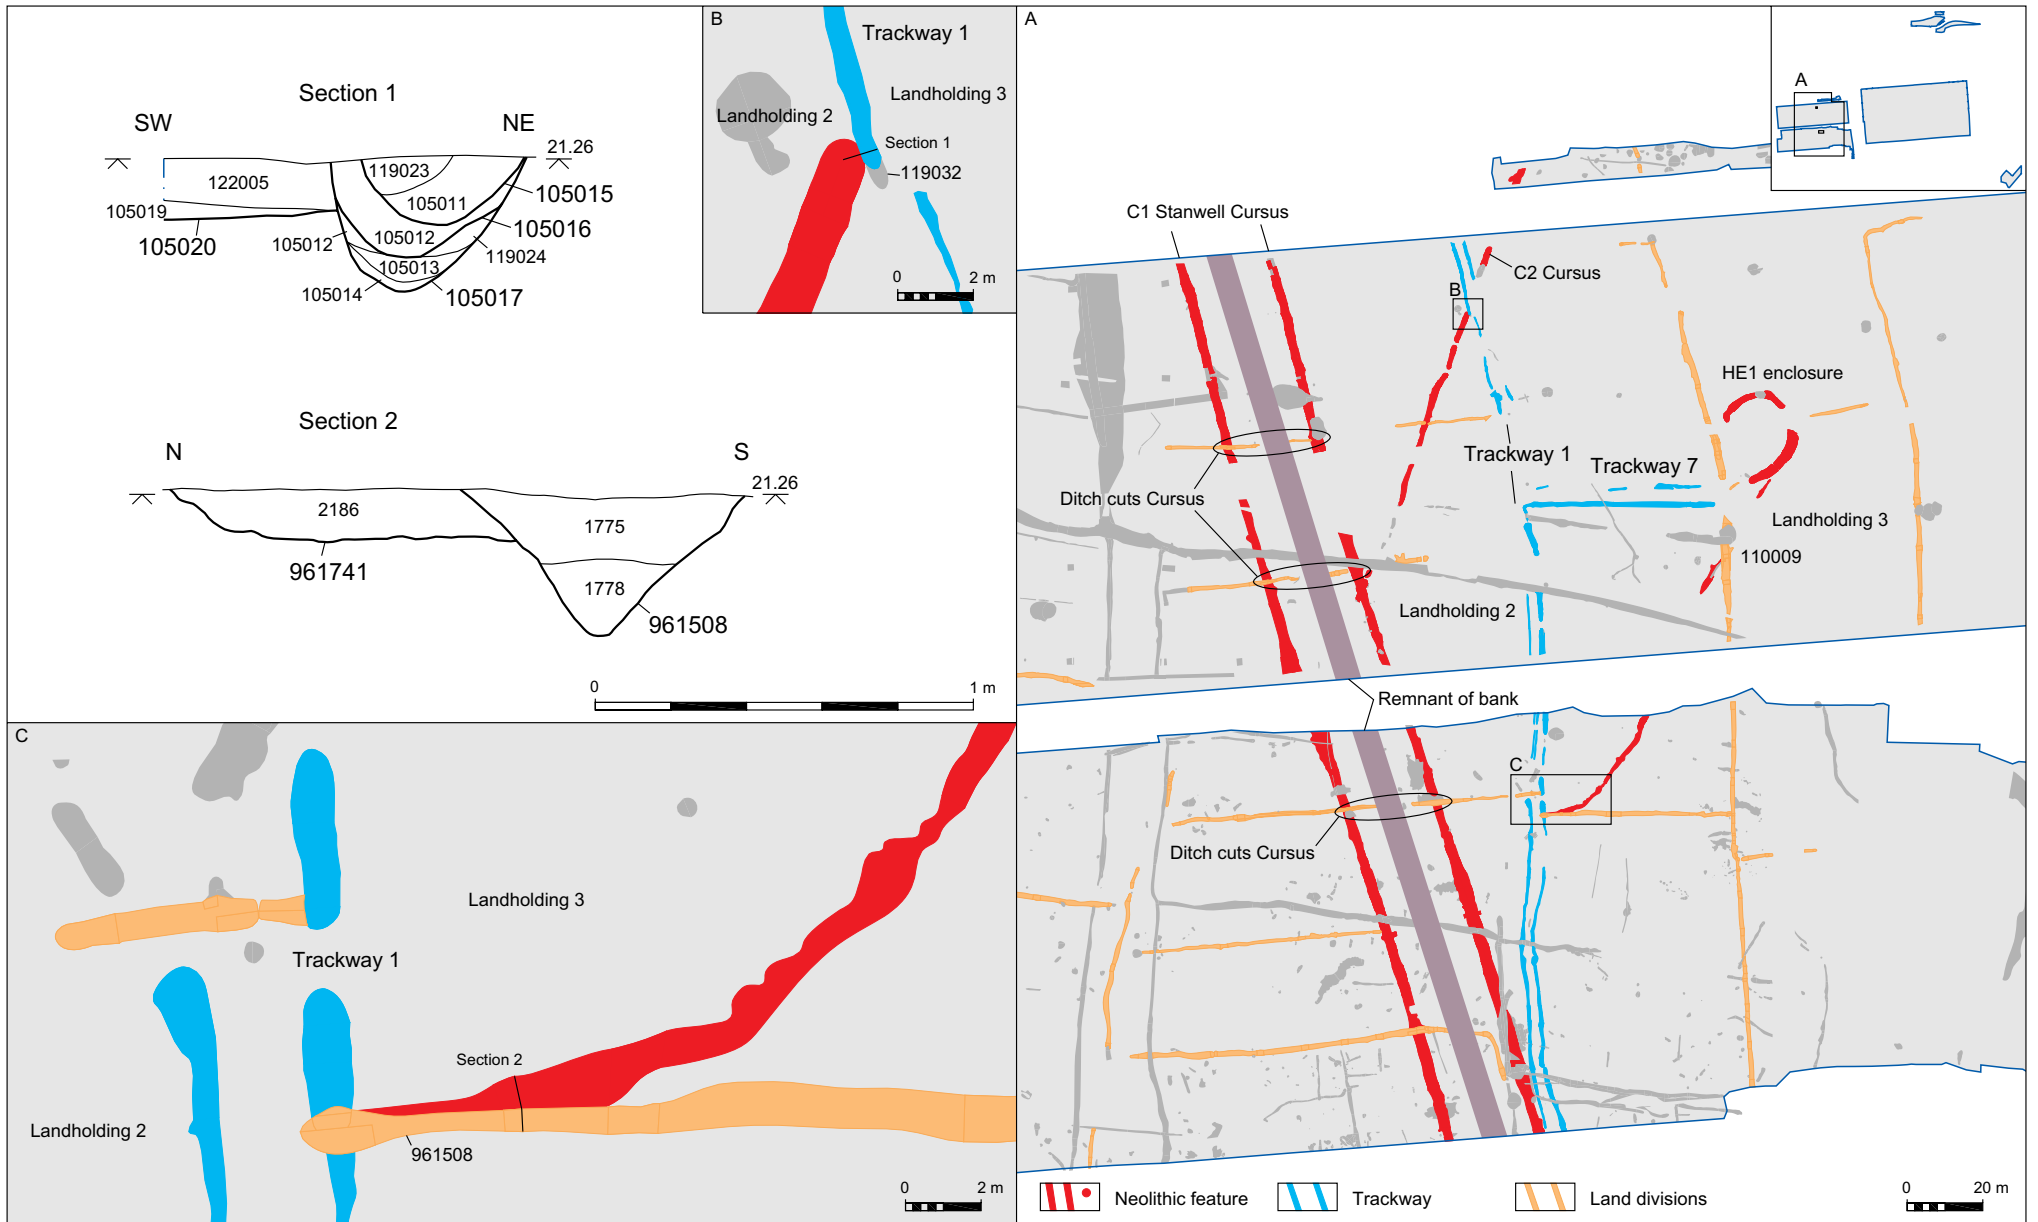 Section 1
SW
NE
21.26
122005
119023
105011
105015
105019
105020
105012
105012
105016
119024
105013
105014
105017
Section 2
N
S
21.26
2186
1775
961741
1778
961508
0
1 m
B
Trackway 1
Landholding 3
Landholding 2
Section 1
119032
0
2 m
C
Landholding 3
Trackway 1
Section 2
Landholding 2
961508
0
2 m
A
A
C1 Stanwell Cursus
C2 Cursus
B
HE1 enclosure
Trackway 1
Trackway 7
Ditch cuts Cursus
Landholding 3
110009
Landholding 2
Remnant of bank
C
Ditch cuts Cursus
Neolithic feature
Trackway
Land divisions
0
20 m